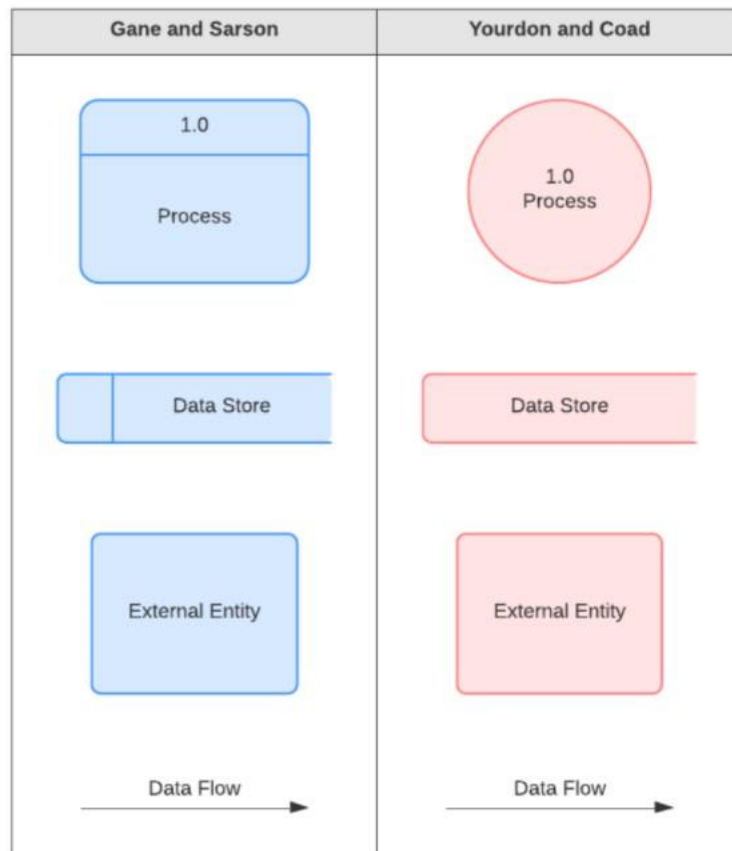 Gane and Sarson
Yourdon and Coad
1.0
Process
1.0
Process
Data Store
Data Store
External Entity
External Entity
Data Flow
Data Flow